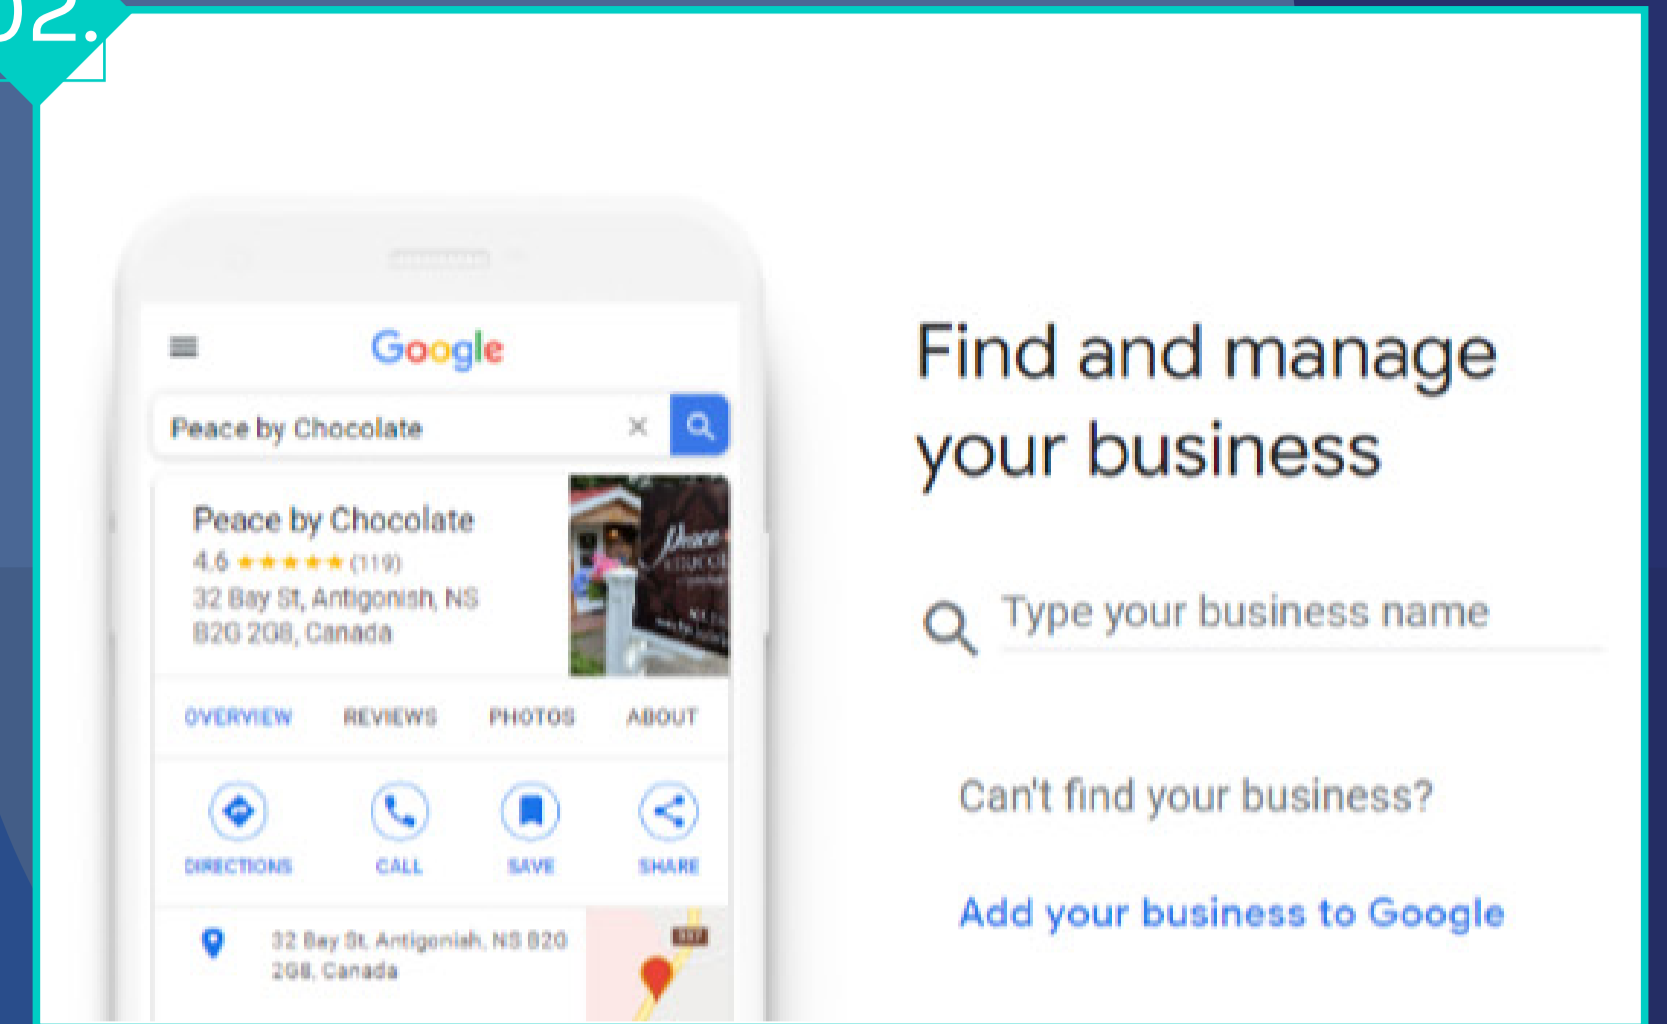 02.
Google
Peace by Chocolate
Peace by Chocolate
4.6 (119)
32 Bay St, Antigonish, NS
B2G 2G8, Canada
OVERVIEW REVIEWS PHOTOS ABOUT
DIRECTIONS CALL SAVE SHARE
32 Bay St, Antigonish, NS B2G
2G8, Canada
Find and manage
your business
Type your business name
Can't find your business?
Add your business to Google